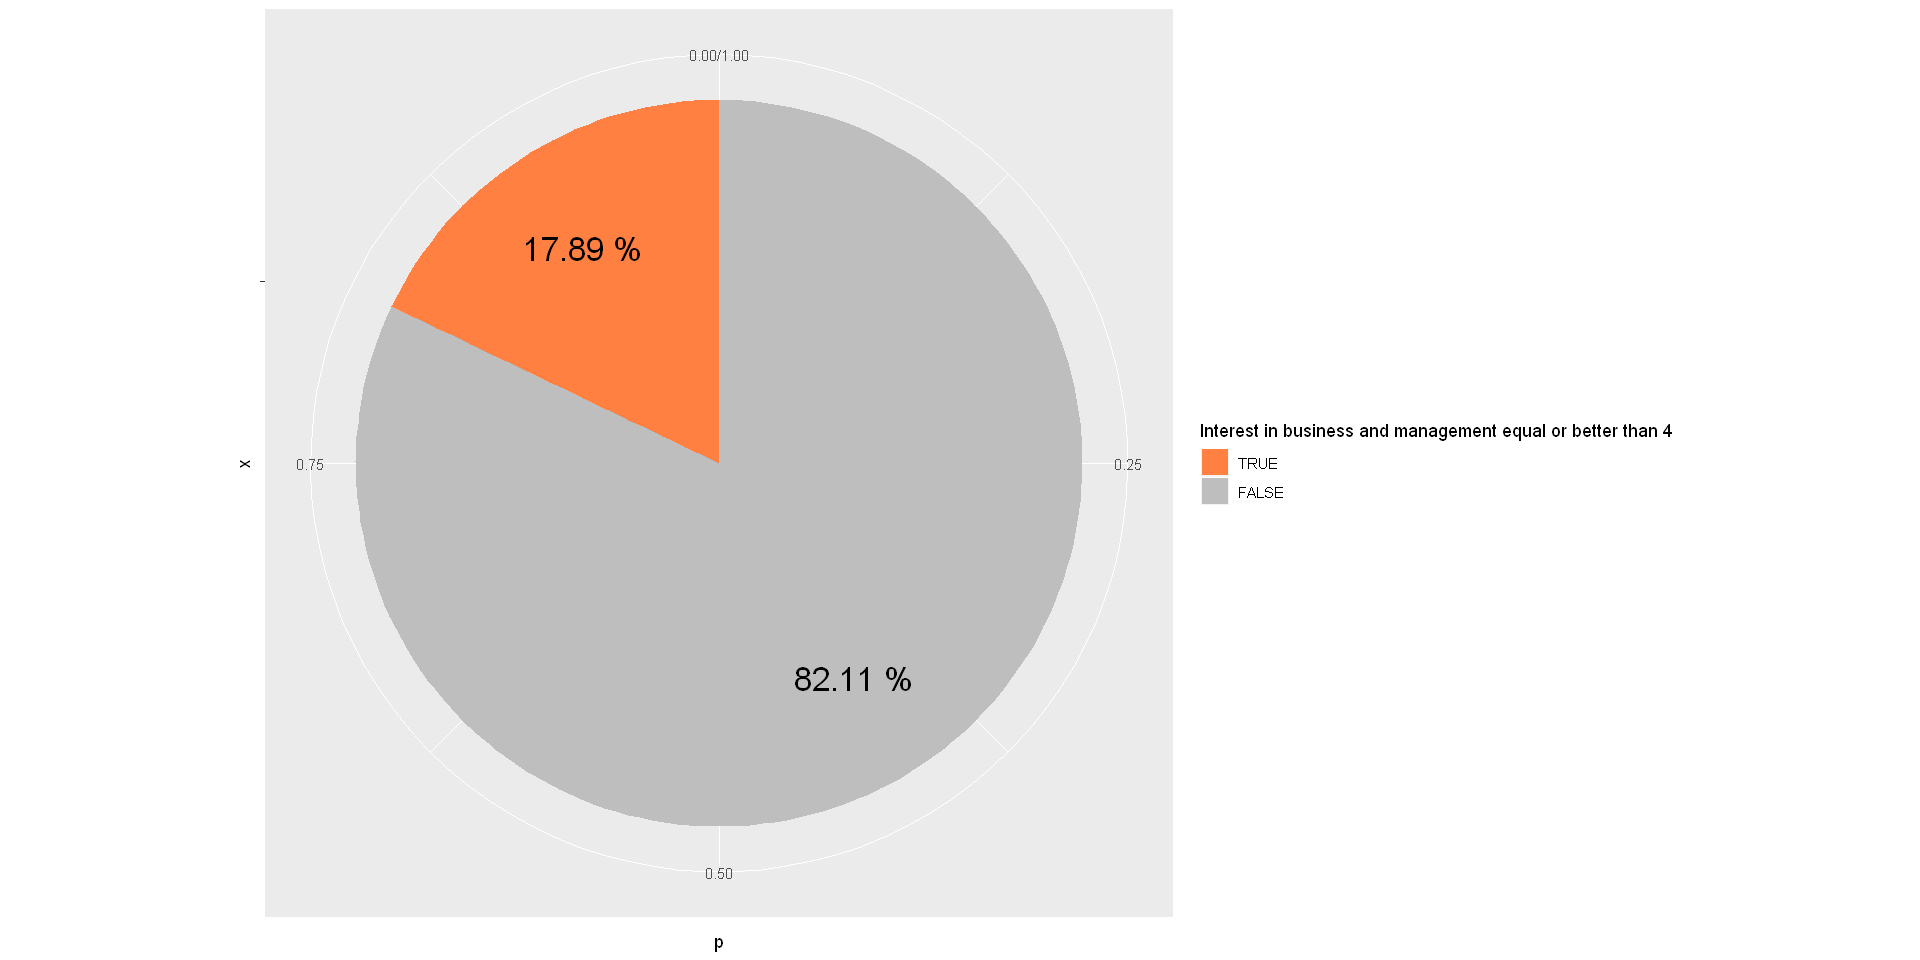 0.00/1.00
17.89 %
x
0.75
0.25
82.11 %
0.50
p
Interest in business and management equal or better than 4
TRUE
FALSE